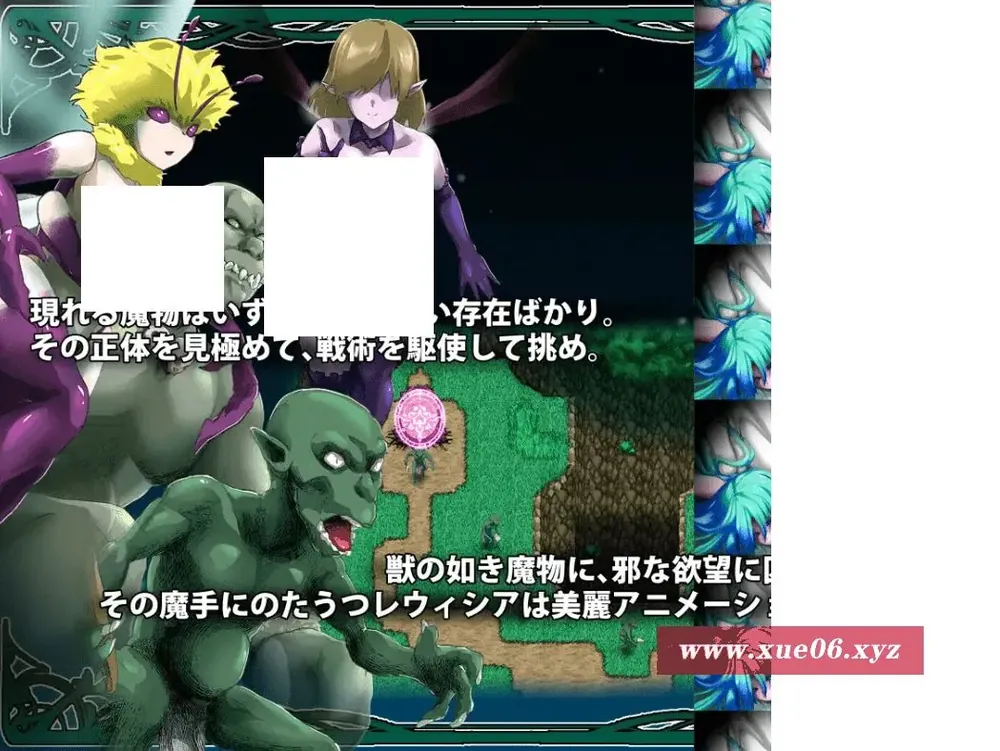 現れる魔物はいず い存在ばかり。
その正体を見極めて、戦術を駆使して挑め。
獣の如き魔物に、邪な欲望に
その魔手にのたうつレウィシアは美麗アニメーショ
www.xue06.xyz